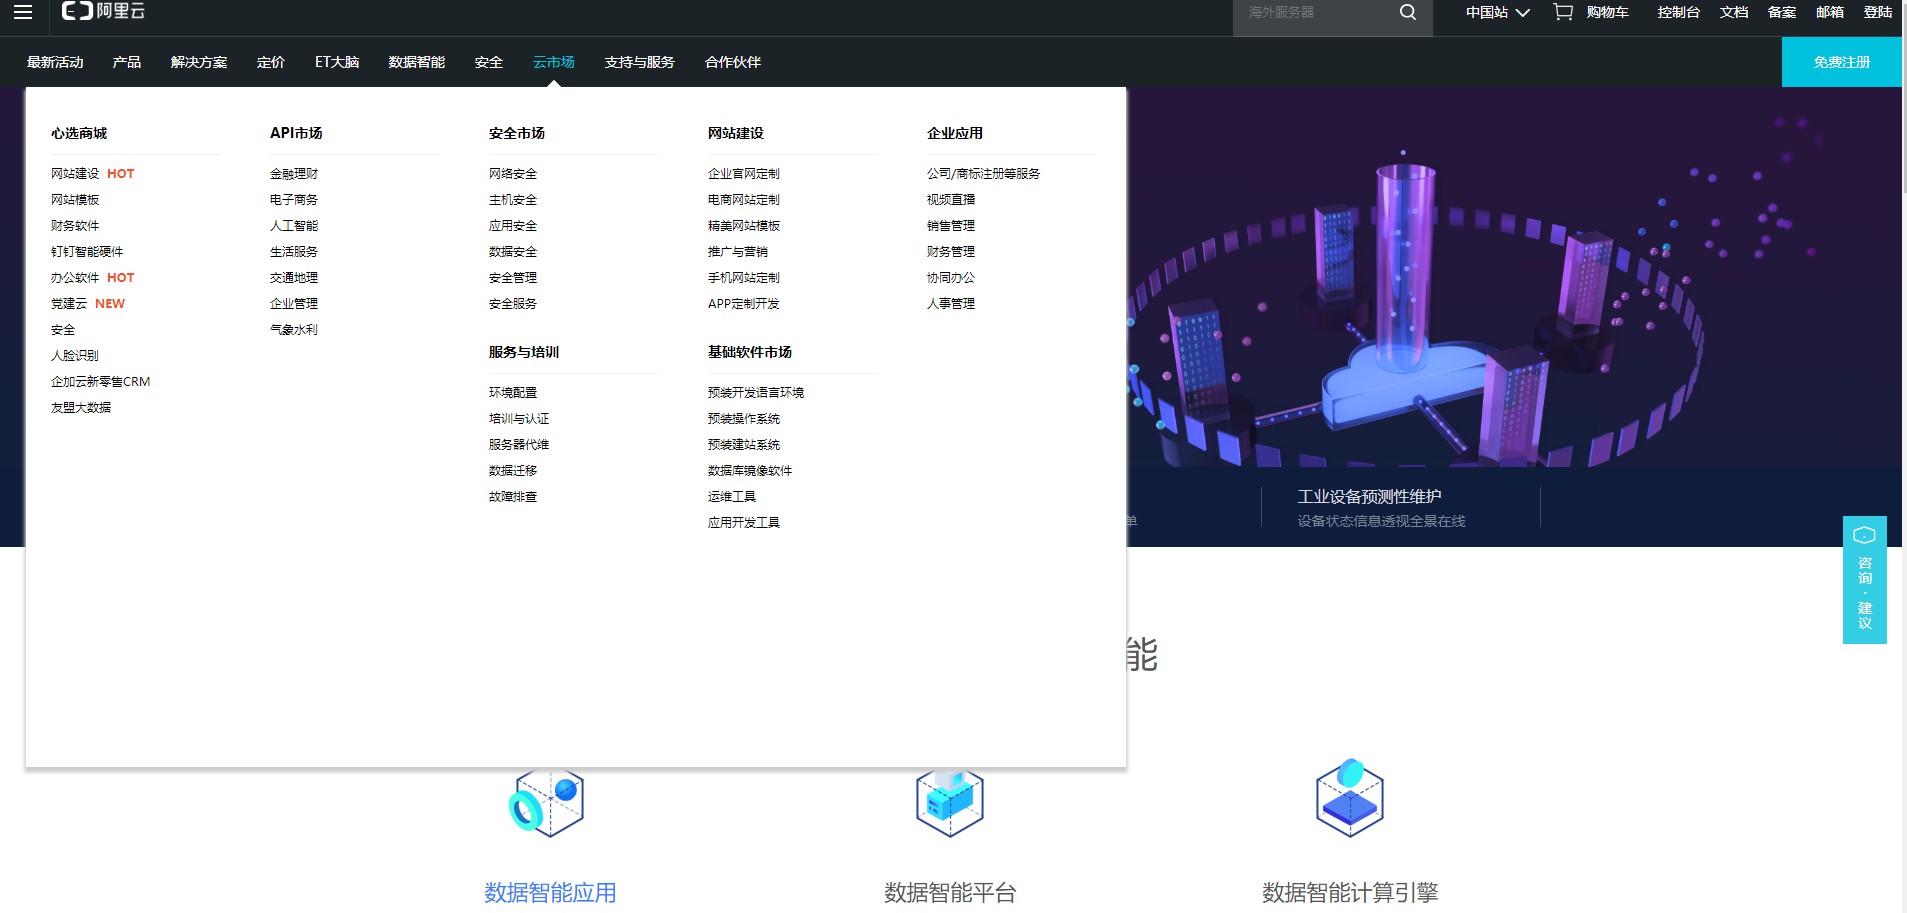 阿里云
海外服务器
中国站
购物车
控制台
文档
备案
邮箱
登陆
最新活动
产品
解决方案
定价
ET大脑
数据智能
安全
云市场
支持与服务
合作伙伴
免费注册
心选商城
网站建设 HOT
网站模板
财务软件
钉钉智能硬件
办公软件 HOT
党建云 NEW
安全
人脸识别
企加云新零售CRM
友盟大数据
API市场
金融理财
电子商务
人工智能
生活服务
交通地理
企业管理
气象水利
安全市场
网络安全
主机安全
应用安全
数据安全
安全管理
安全服务
服务与培训
环境配置
培训与认证
服务器代维
数据迁移
故障排查
网站建设
企业官网定制
电商网站定制
精美网站模板
推广与营销
手机网站定制
APP定制开发
基础软件市场
预装开发语言环境
预装操作系统
预装建站系统
数据库镜像软件
运维工具
应用开发工具
企业应用
公司/商标注册等服务
视频直播
销售管理
财务管理
协同办公
人事管理
单
工业设备预测性维护
设备状态信息透视全景在线
咨询·建议
能
数据智能应用
数据智能平台
数据智能计算引擎